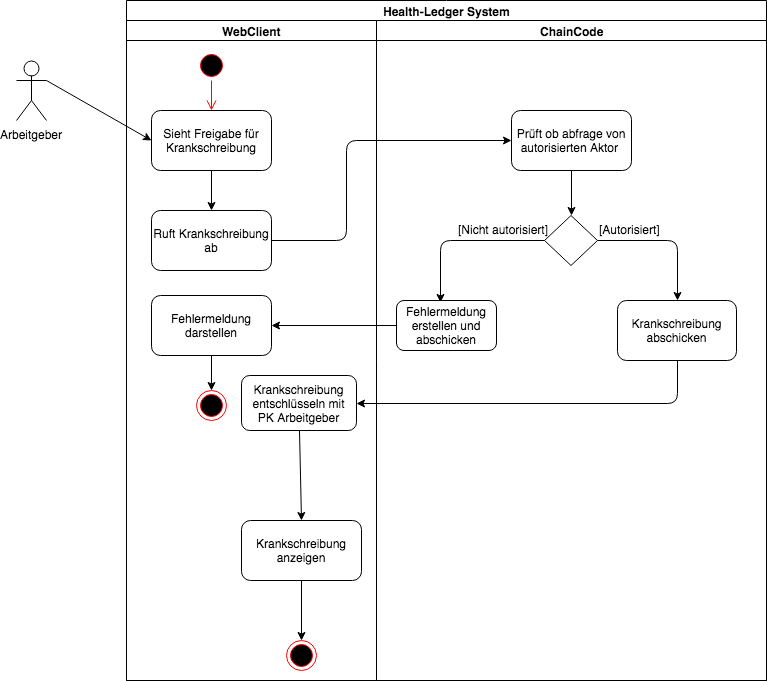 Health-Ledger System
WebClient
ChainCode
Arbeitgeber
Sieht Freigabe für
Krankschreibung
Prüft ob abfrage von
autorisierten Aktor
Ruft Krankschreibung
ab
[Nicht autorisiert]
[Autorisiert]
Fehlermeldung
darstellen
Fehlermeldung
erstellen und
abschicken
Krankschreibung
abschicken
Krankschreibung
entschlüsseln mit
PK Arbeitgeber
Krankschreibung
anzeigen